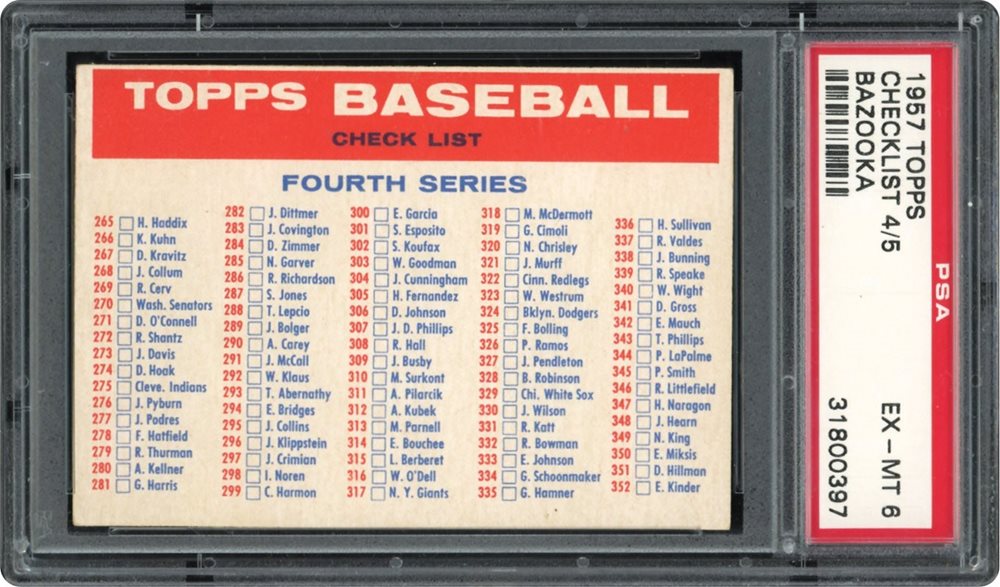 TOPPS BASEBALL
CHECK LIST
FOURTH SERIES
265 H. Haddix
266 K. Kuhn
267 D. Kravitz
268 J. Collum
269 R. Cerv
270 Wash. Senators
271 D. O'Connell
272 R. Shantz
273 J. Davis
274 D. Hoak
275 Cleve. Indians
276 J. Pyburn
277 J. Podres
278 F. Hatfield
279 R. Thurman
280 A. Kellner
281 G. Harris
282 J. Dittmer
283 J. Covington
284 D. Zimmer
285 N. Garver
286 R. Richardson
287 S. Jones
288 T. Lepcio
289 J. Bolger
290 A. Carey
291 J. McCall
292 W. Klaus
293 T. Abernathy
294 E. Bridges
295 J. Collins
296 J. Klippstein
297 J. Crimian
298 I. Noren
299 C. Harmon
300 E. Garcia
301 S. Esposito
302 S. Koufax
303 W. Goodman
304 J. Cunningham
305 H. Fernandez
306 D. Johnson
307 J. D. Phillips
308 R. Hall
309 J. Busby
310 M. Surkont
311 A. Pilarcik
312 A. Kubek
313 M. Parnell
314 E. Bouchee
315 L. Berberet
316 W. O'Dell
317 N. Y. Giants
318 M. McDermott
319 G. Cimoli
320 N. Chrisley
321 J. Murff
322 Cinn. Redlegs
323 W. Westrum
324 Bklyn. Dodgers
325 F. Bolling
326 P. Ramos
327 J. Pendleton
328 B. Robinson
329 Chi. White Sox
330 J. Wilson
331 R. Katt
332 R. Bowman
333 E. Johnson
334 G. Schoonmaker
335 G. Hamner
336 H. Sullivan
337 R. Valdes
338 J. Bunning
339 R. Speake
340 W. Wight
341 D. Gross
342 E. Mauch
343 T. Phillips
344 P. LaPalme
345 P. Smith
346 R. Littlefield
347 H. Naragon
348 J. Hearn
349 N. King
350 E. Miksis
351 D. Hillman
352 E. Kinder
PSA
1957 TOPPS
CHECKLIST 4/5
BAZOOKA
EX-MT 6
31800397